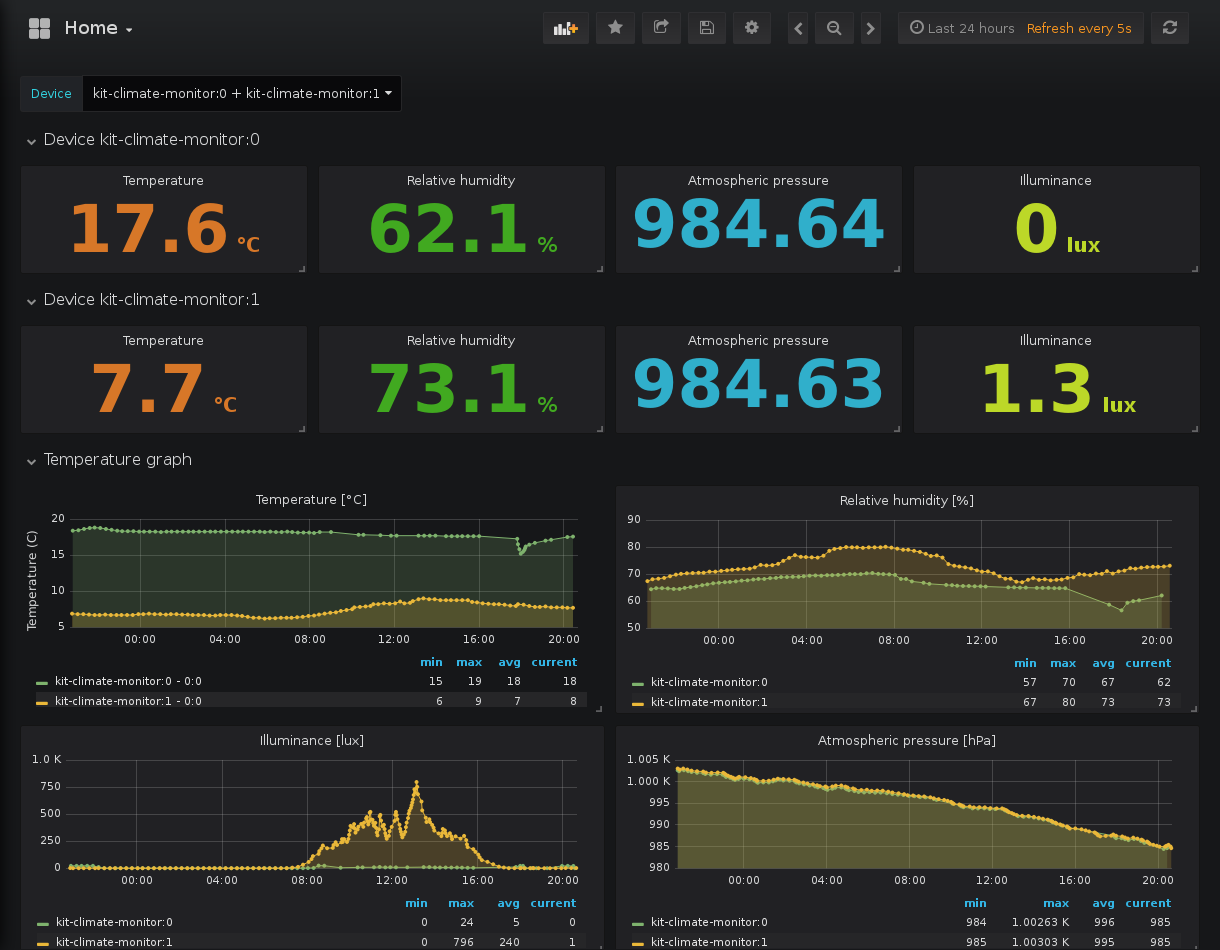 Home
Last 24 hours Refresh every 5s
Device kit-climate-monitor:0 + kit-climate-monitor:1
Device kit-climate-monitor:0
Temperature Relative humidity Atmospheric pressure Illuminance
17.6 °C 62.1 % 984.64 0 lux
Device kit-climate-monitor:1
Temperature Relative humidity Atmospheric pressure Illuminance
7.7 °C 73.1 % 984.63 1.3 lux
Temperature graph
Temperature [°C]
Temperature (C)
20
15
10
5
00:00 04:00 08:00 12:00 16:00 20:00
min max avg current
kit-climate-monitor:0 - 0:0 15 19 18 18
kit-climate-monitor:1 - 0:0 6 9 7 8
Relative humidity [%]
90
80
70
60
50
00:00 04:00 08:00 12:00 16:00 20:00
min max avg current
kit-climate-monitor:0 57 70 67 62
kit-climate-monitor:1 67 80 73 73
Illuminance [lux]
1.0 K
750
500
250
0
00:00 04:00 08:00 12:00 16:00 20:00
min max avg current
kit-climate-monitor:0 0 24 5 0
kit-climate-monitor:1 0 796 240 1
Atmospheric pressure [hPa]
1.005 K
1.000 K
995
990
985
980
00:00 04:00 08:00 12:00 16:00 20:00
min max avg current
kit-climate-monitor:0 984 1.00263 K 996 985
kit-climate-monitor:1 985 1.00303 K 995 985